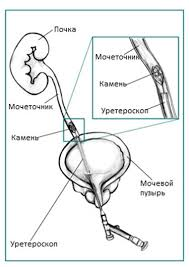 Почка
Мочеточник
Камень
Уретероскоп
Мочеточник
Камень
Мочевой
пузырь
Уретероскоп